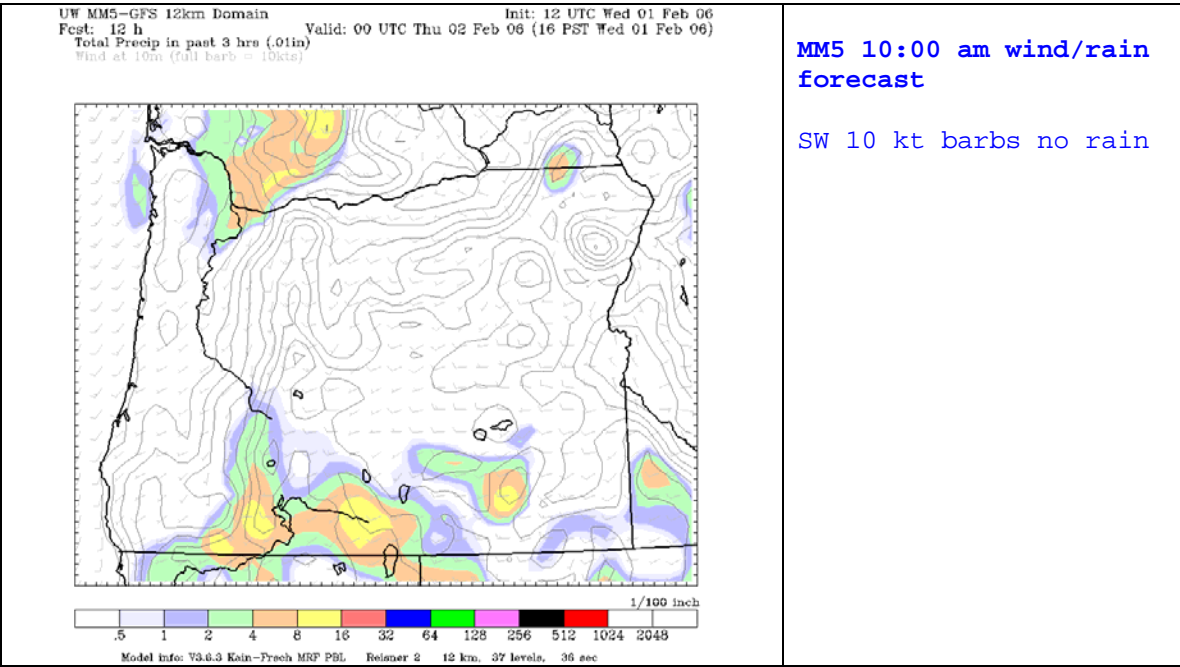 UW MM5-GFS 12km Domain
Init: 12 UTC Wed 01 Feb 06
Fcst: 12 h
Valid: 00 UTC Thu 02 Feb 06 (16 PST Wed 01 Feb 06)
Total Precip in past 3 hrs (.01in)
Wind at 10m (full barb = 10kts)
MM5 10:00 am wind/rain
forecast
SW 10 kt barbs no rain
1/100 inch
.5 1 2 4 8 16 32 64 128 256 512 1024 2048
Model info: V3.6.3 Kain-Frsch MRF PBL Reisner 2 12 km, 37 levels, 36 sec